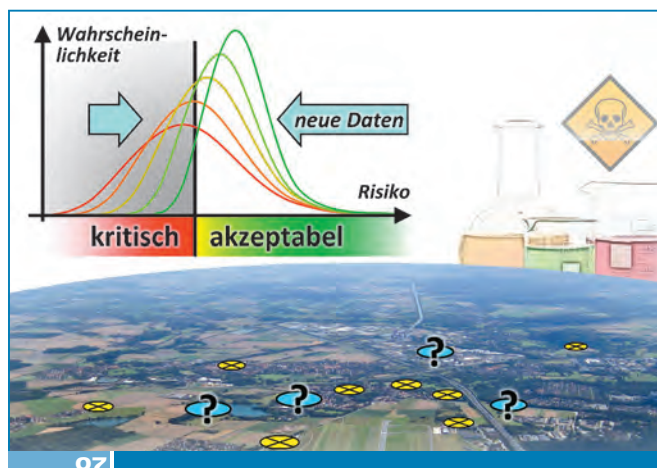 Wahrschein-
lichkeit
neue Daten
Risiko
kritisch akzeptabel
?
?
?
?